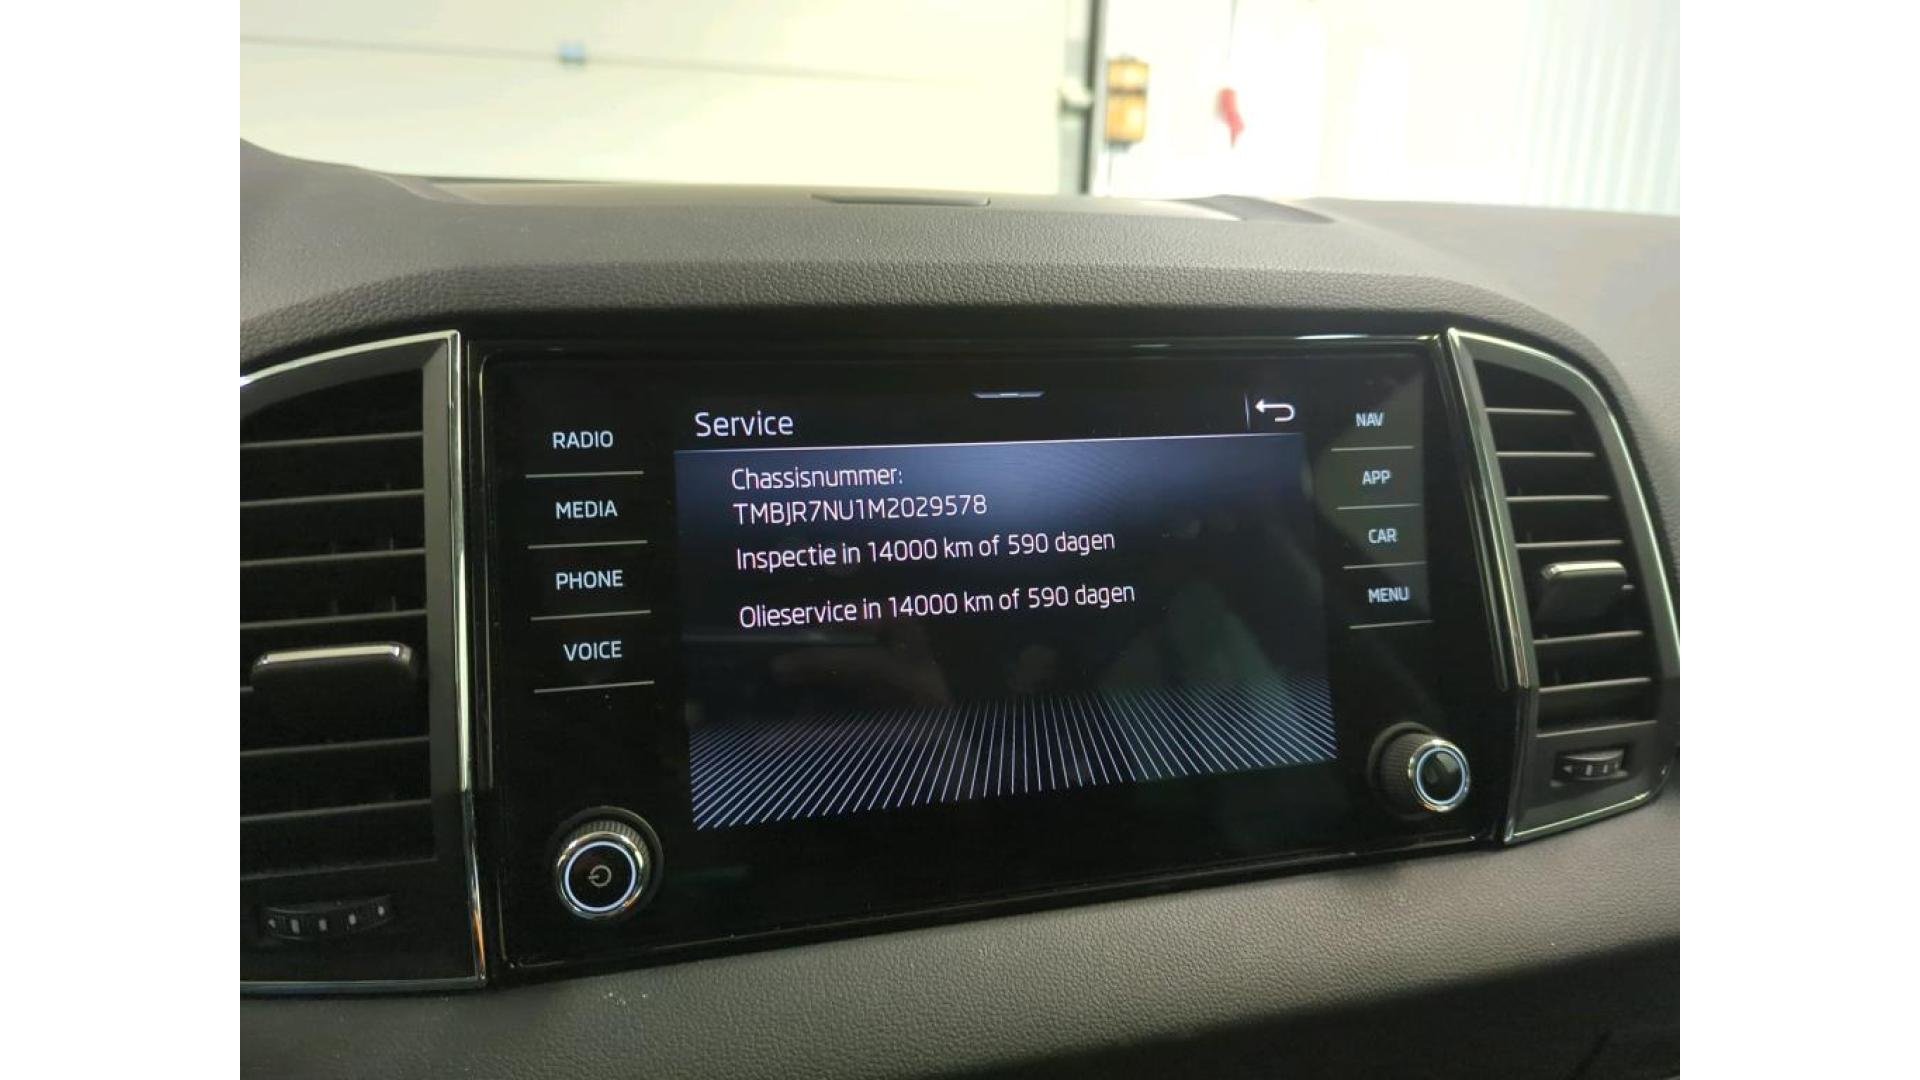 Service
RADIO
MEDIA
PHONE
VOICE
Chassisnummer:
TMBJR7NU1M2029578
Inspectie in 14000 km of 590 dagen
Olieservice in 14000 km of 590 dagen
NAV
APP
CAR
MENU